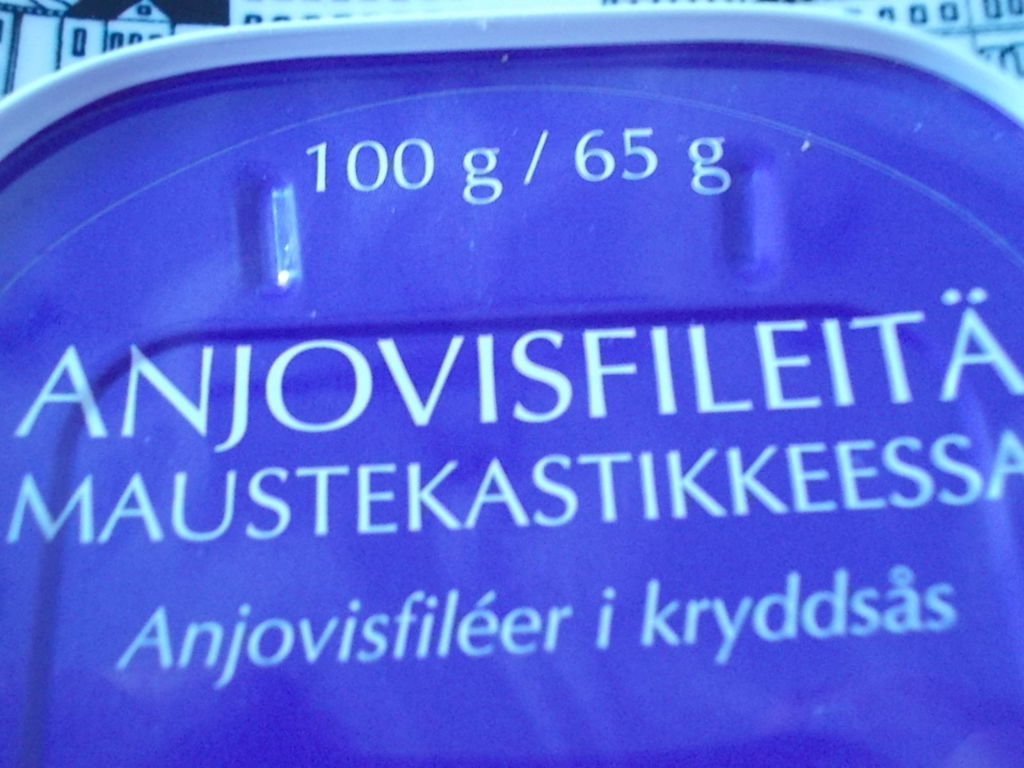 100 g / 65 g
ANJOVISFILEITÄ
MAUSTEKASTIKKEESSA
Anjovisfiléer i kryddsås